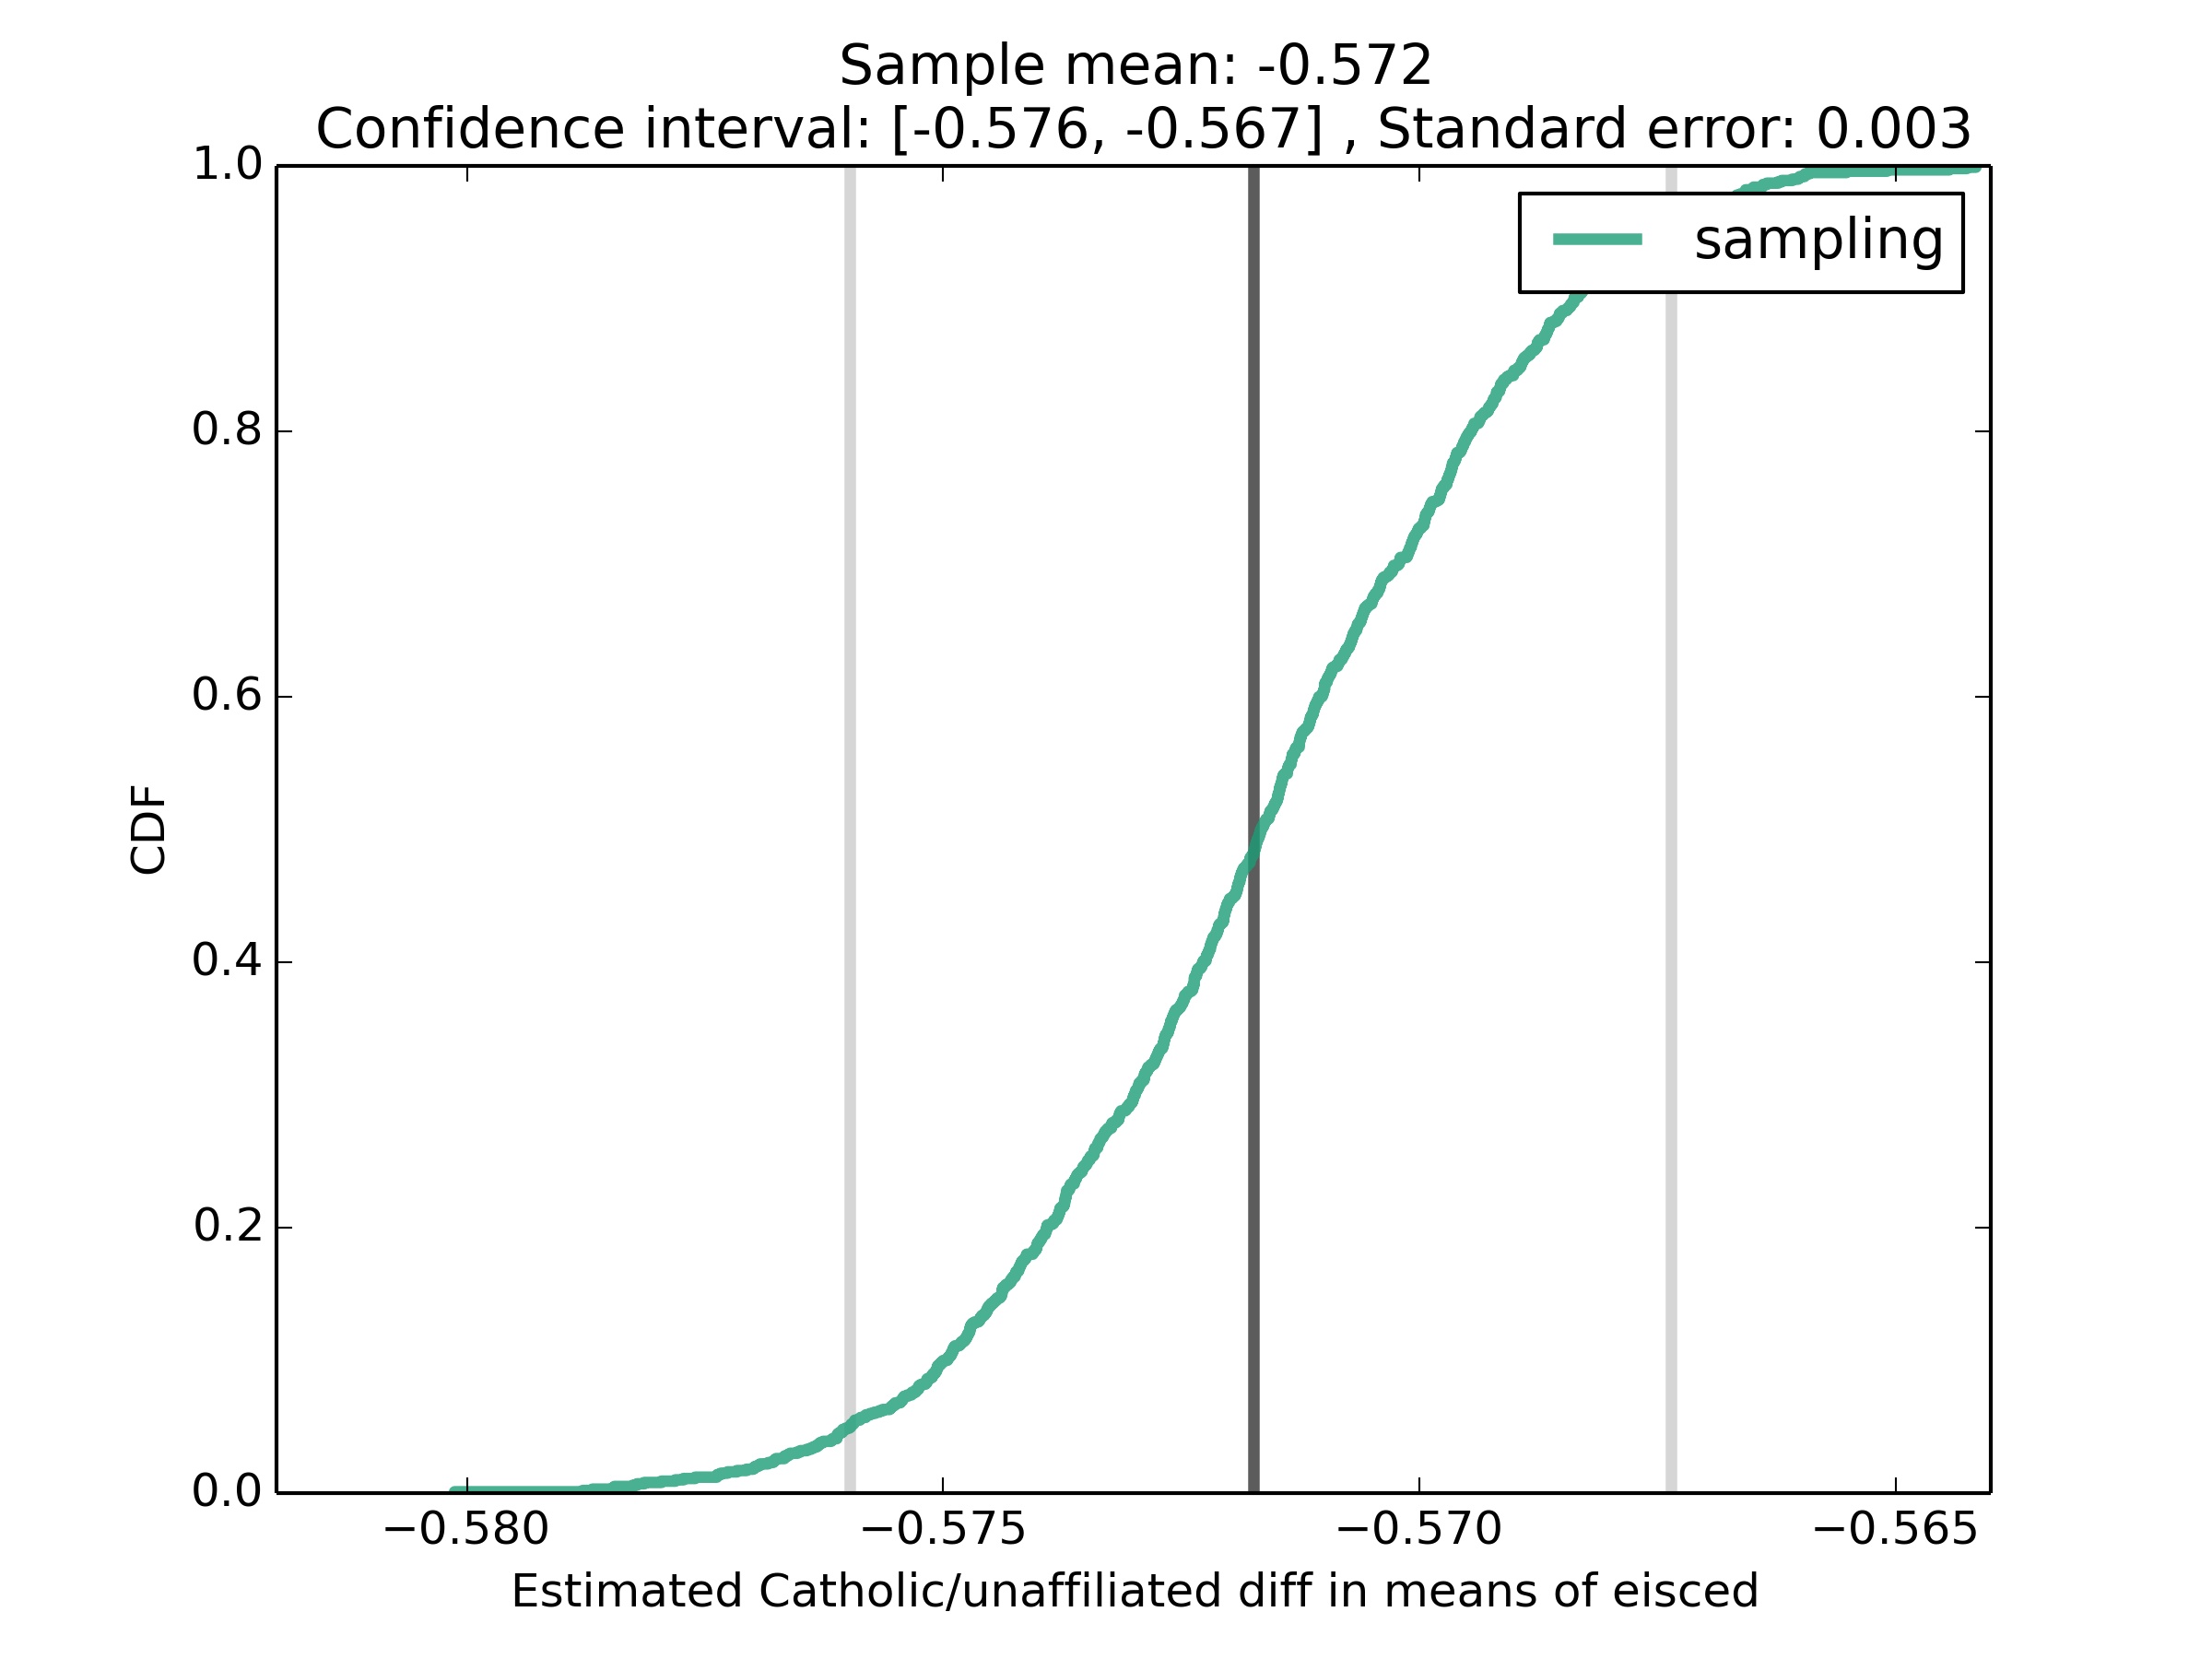 Sample mean: -0.572
Confidence interval: [-0.576, -0.567] , Standard error: 0.003
1.0
sampling
0.8
0.6
CDF
0.4
0.2
0.0
−0.580 −0.575 −0.570 −0.565
Estimated Catholic/unaffiliated diff in means of eisced